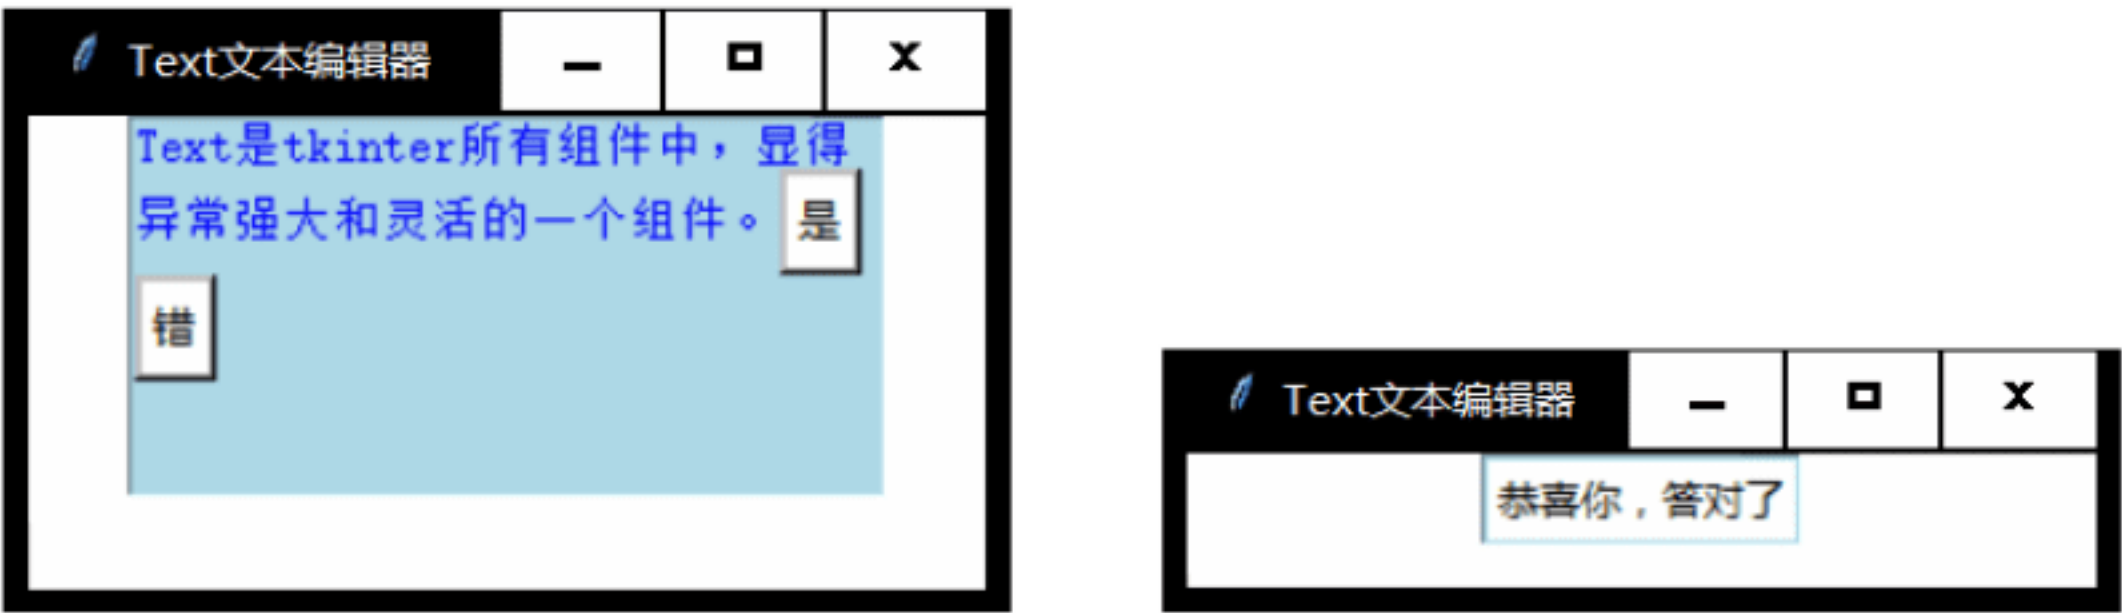 Text文本编辑器
Text是tkinter所有组件中，显得
异常强大和灵活的一个组件。 是
错
Text文本编辑器
恭喜你，答对了